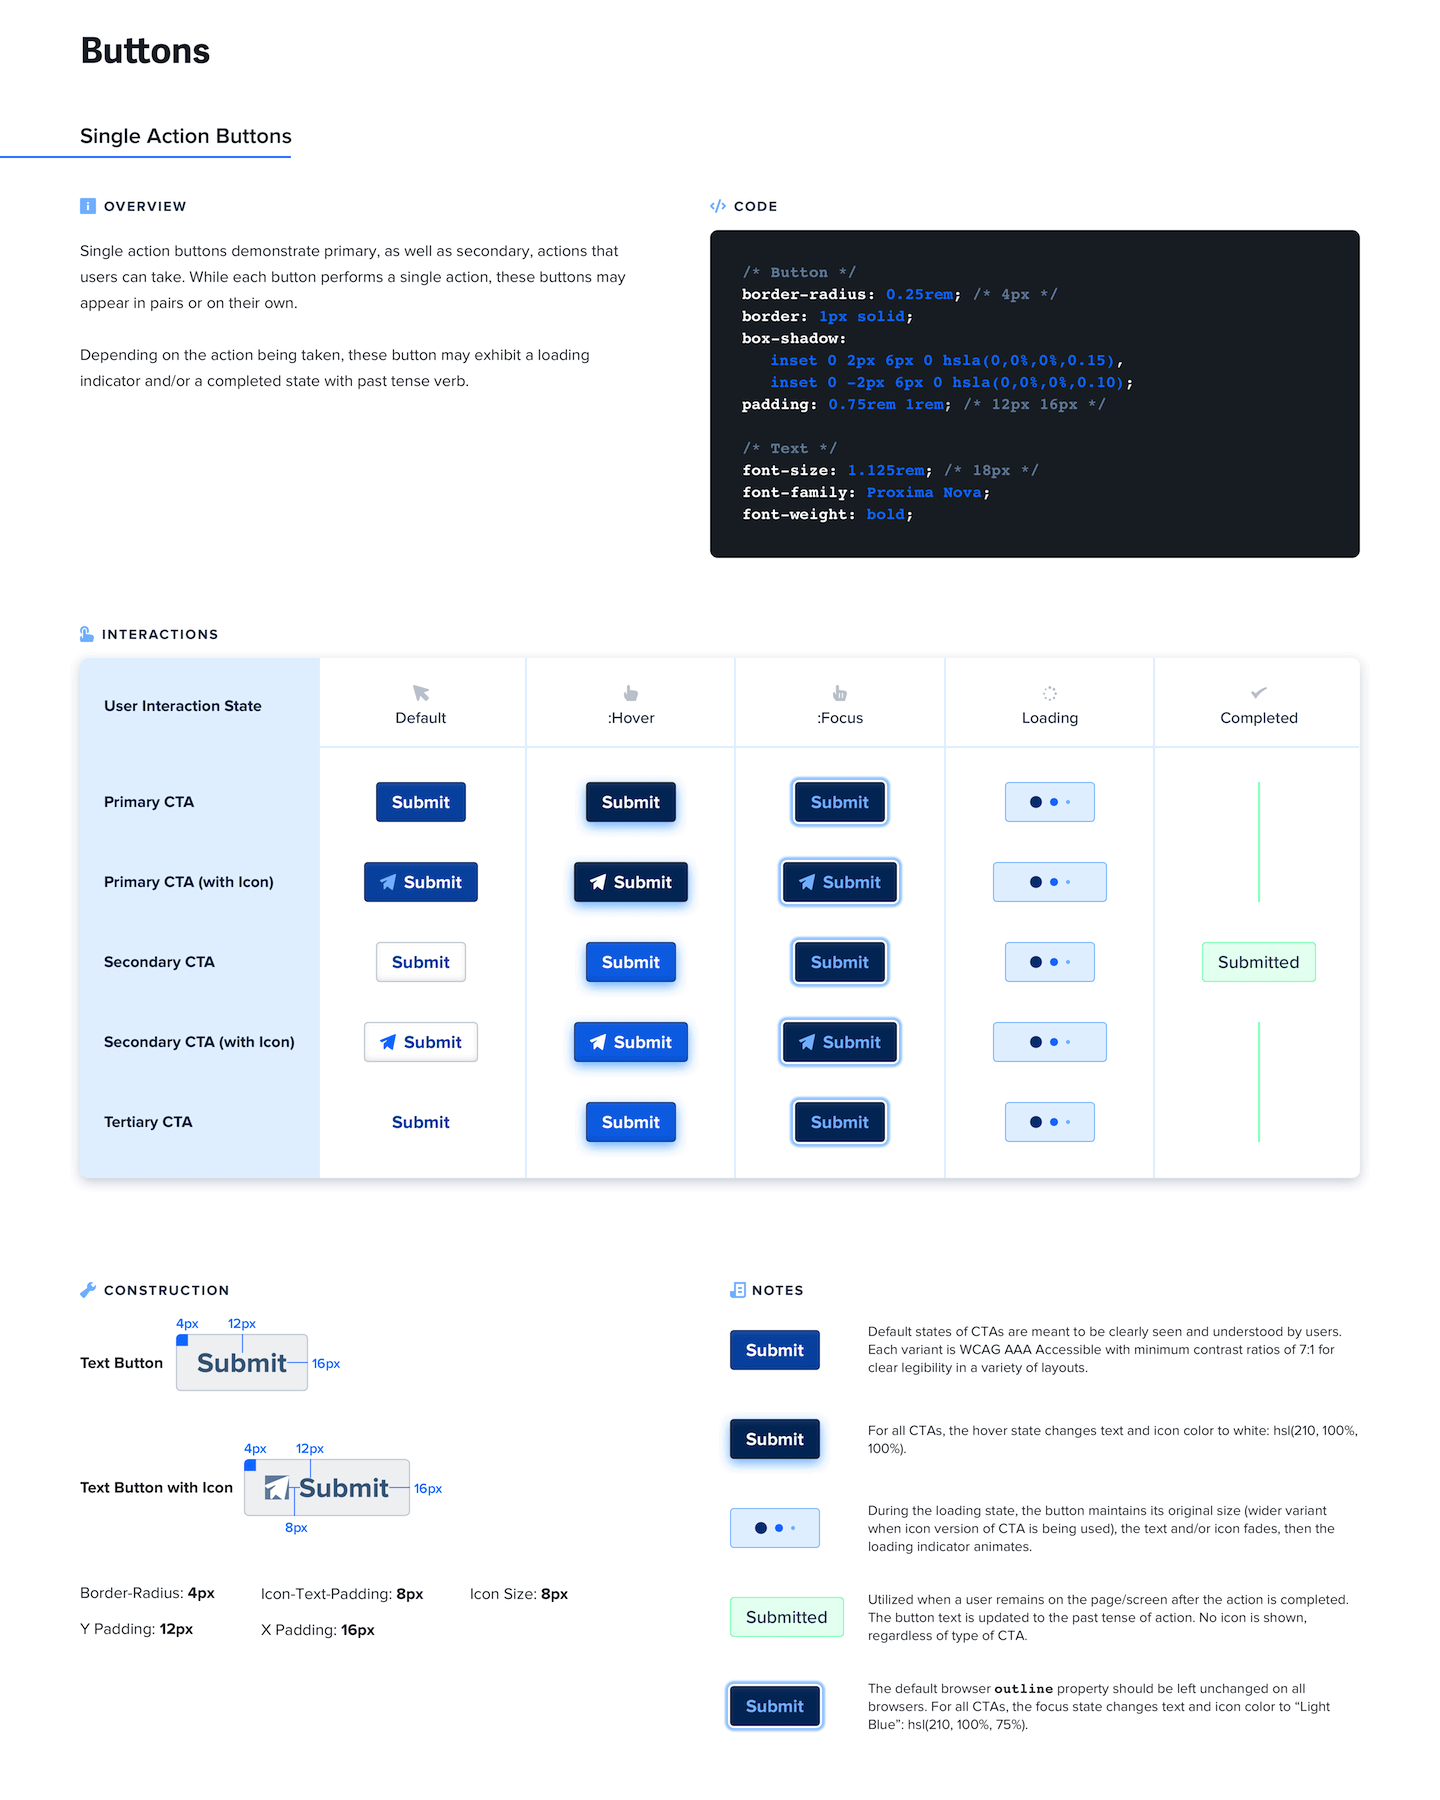 Buttons
Single Action Buttons
OVERVIEW
Single action buttons demonstrate primary, as well as secondary, actions that
users can take. While each button performs a single action, these buttons may
appear in pairs or on their own.
Depending on the action being taken, these button may exhibit a loading
indicator and/or a completed state with past tense verb.
</> CODE
/* Button */
border-radius: 0.25rem; /* 4px */
border: 1px solid;
box-shadow:
inset 0 2px 6px 0 hsla(0,0%,0%,0.15),
inset 0 -2px 6px 0 hsla(0,0%,0%,0.10);
padding: 0.75rem 1rem; /* 12px 16px */
/* Text */
font-size: 1.125rem; /* 18px */
font-family: Proxima Nova;
font-weight: bold;
INTERACTIONS
User Interaction State
Default
:Hover
:Focus
Loading
Completed
Primary CTA
Submit
Submit
Submit
Primary CTA (with Icon)
Submit
Submit
Submit
Secondary CTA
Submit
Submit
Submit
Submitted
Secondary CTA (with Icon)
Submit
Submit
Submit
Tertiary CTA
Submit
Submit
Submit
CONSTRUCTION
4px 12px
Text Button
Submit
16px
4px 12px
Text Button with Icon
Submit
16px
8px
Border-Radius: 4px
Icon-Text-Padding: 8px
Icon Size: 8px
Y Padding: 12px
X Padding: 16px
NOTES
Submit
Default states of CTAs are meant to be clearly seen and understood by users.
Each variant is WCAG AAA Accessible with minimum contrast ratios of 7:1 for
clear legibility in a variety of layouts.
Submit
For all CTAs, the hover state changes text and icon color to white: hsl(210, 100%,
100%).
During the loading state, the button maintains its original size (wider variant
when icon version of CTA is being used), the text and/or icon fades, then the
loading indicator animates.
Submitted
Utilized when a user remains on the page/screen after the action is completed.
The button text is updated to the past tense of action. No icon is shown,
regardless of type of CTA.
Submit
The default browser outline property should be left unchanged on all
browsers. For all CTAs, the focus state changes text and icon color to “Light
Blue”: hsl(210, 100%, 75%).